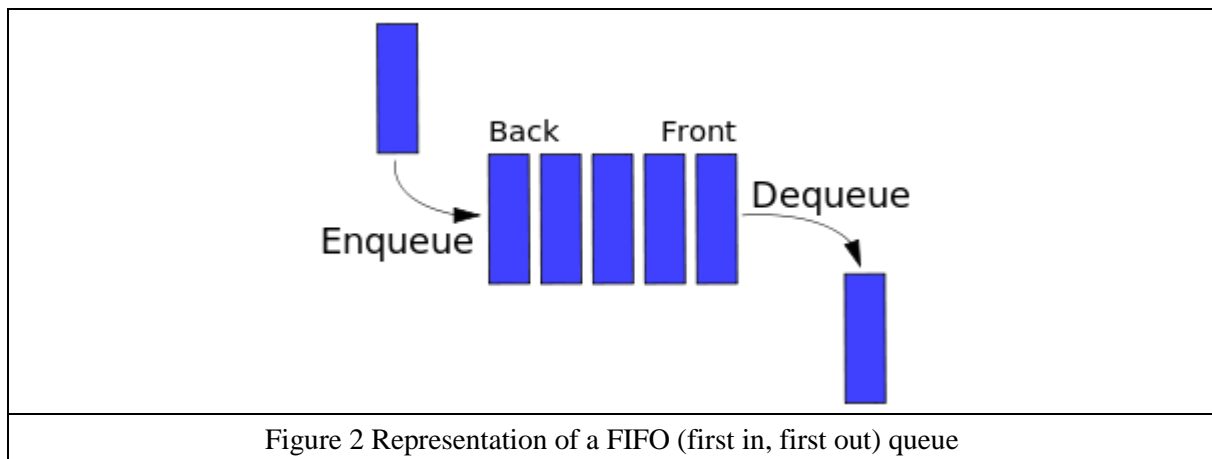 Back Front
Dequeue
Enqueue
Figure 2 Representation of a FIFO (first in, first out) queue